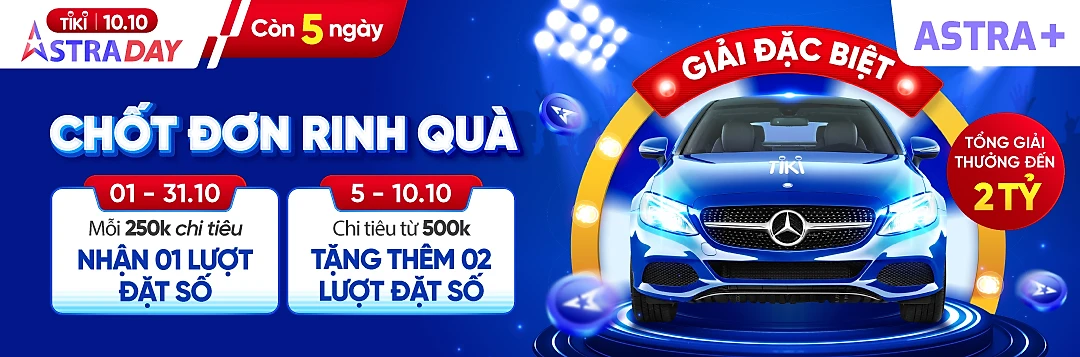 TIKI | 10.10
ASTRA DAY
Còn 5 ngày
ASTRA+
CHỐT ĐƠN RINH QUÀ
01 - 31.10
Mỗi 250k chi tiêu
NHẬN 01 LƯỢT
ĐẶT SỐ
5 - 10.10
Chi tiêu từ 500k
TẶNG THÊM 02
LƯỢT ĐẶT SỐ
GIẢI ĐẶC BIỆT
TIKI
TỔNG GIẢI
THƯỞNG ĐẾN
2 TỶ